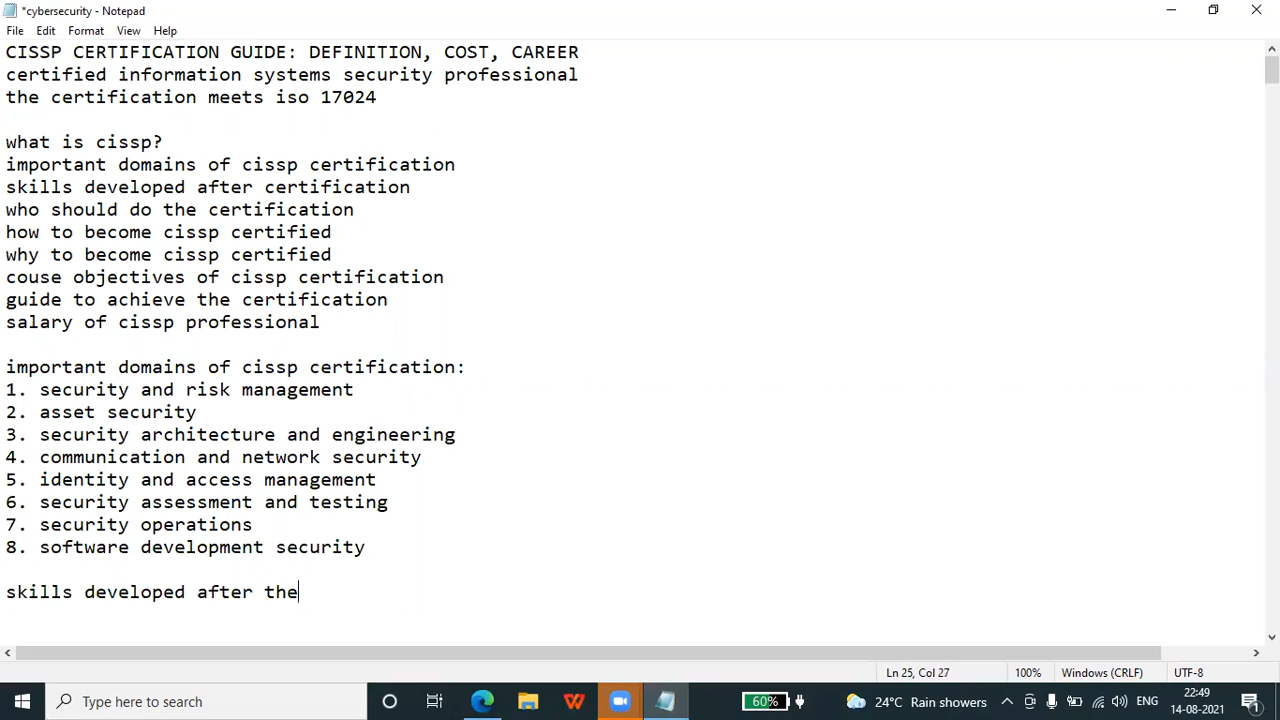 *cybersecurity - Notepad
File Edit Format View Help
CISSP CERTIFICATION GUIDE: DEFINITION, COST, CAREER
certified information systems security professional
the certification meets iso 17024
what is cissp?
important domains of cissp certification
skills developed after certification
who should do the certification
how to become cissp certified
why to become cissp certified
couse objectives of cissp certification
guide to achieve the certification
salary of cissp professional
important domains of cissp certification:
1. security and risk management
2. asset security
3. security architecture and engineering
4. communication and network security
5. identity and access management
6. security assessment and testing
7. security operations
8. software development security
skills developed after the
Ln 25, Col 27 100% Windows (CRLF) UTF-8
Type here to search 60% 24°C Rain showers ENG 22:49
14-08-2021 1